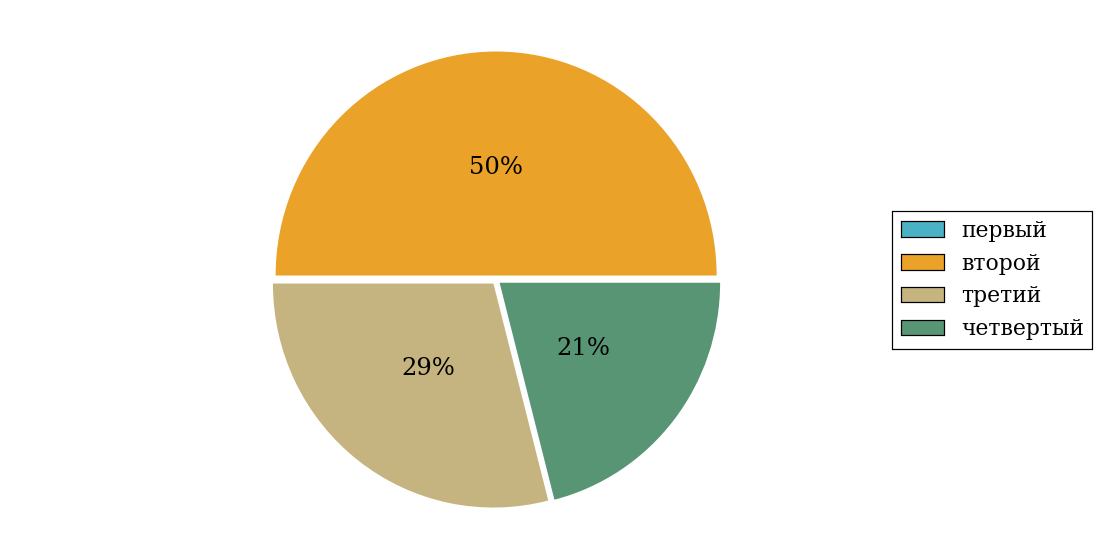 50%
29%
21%
первый
второй
третий
четвертый